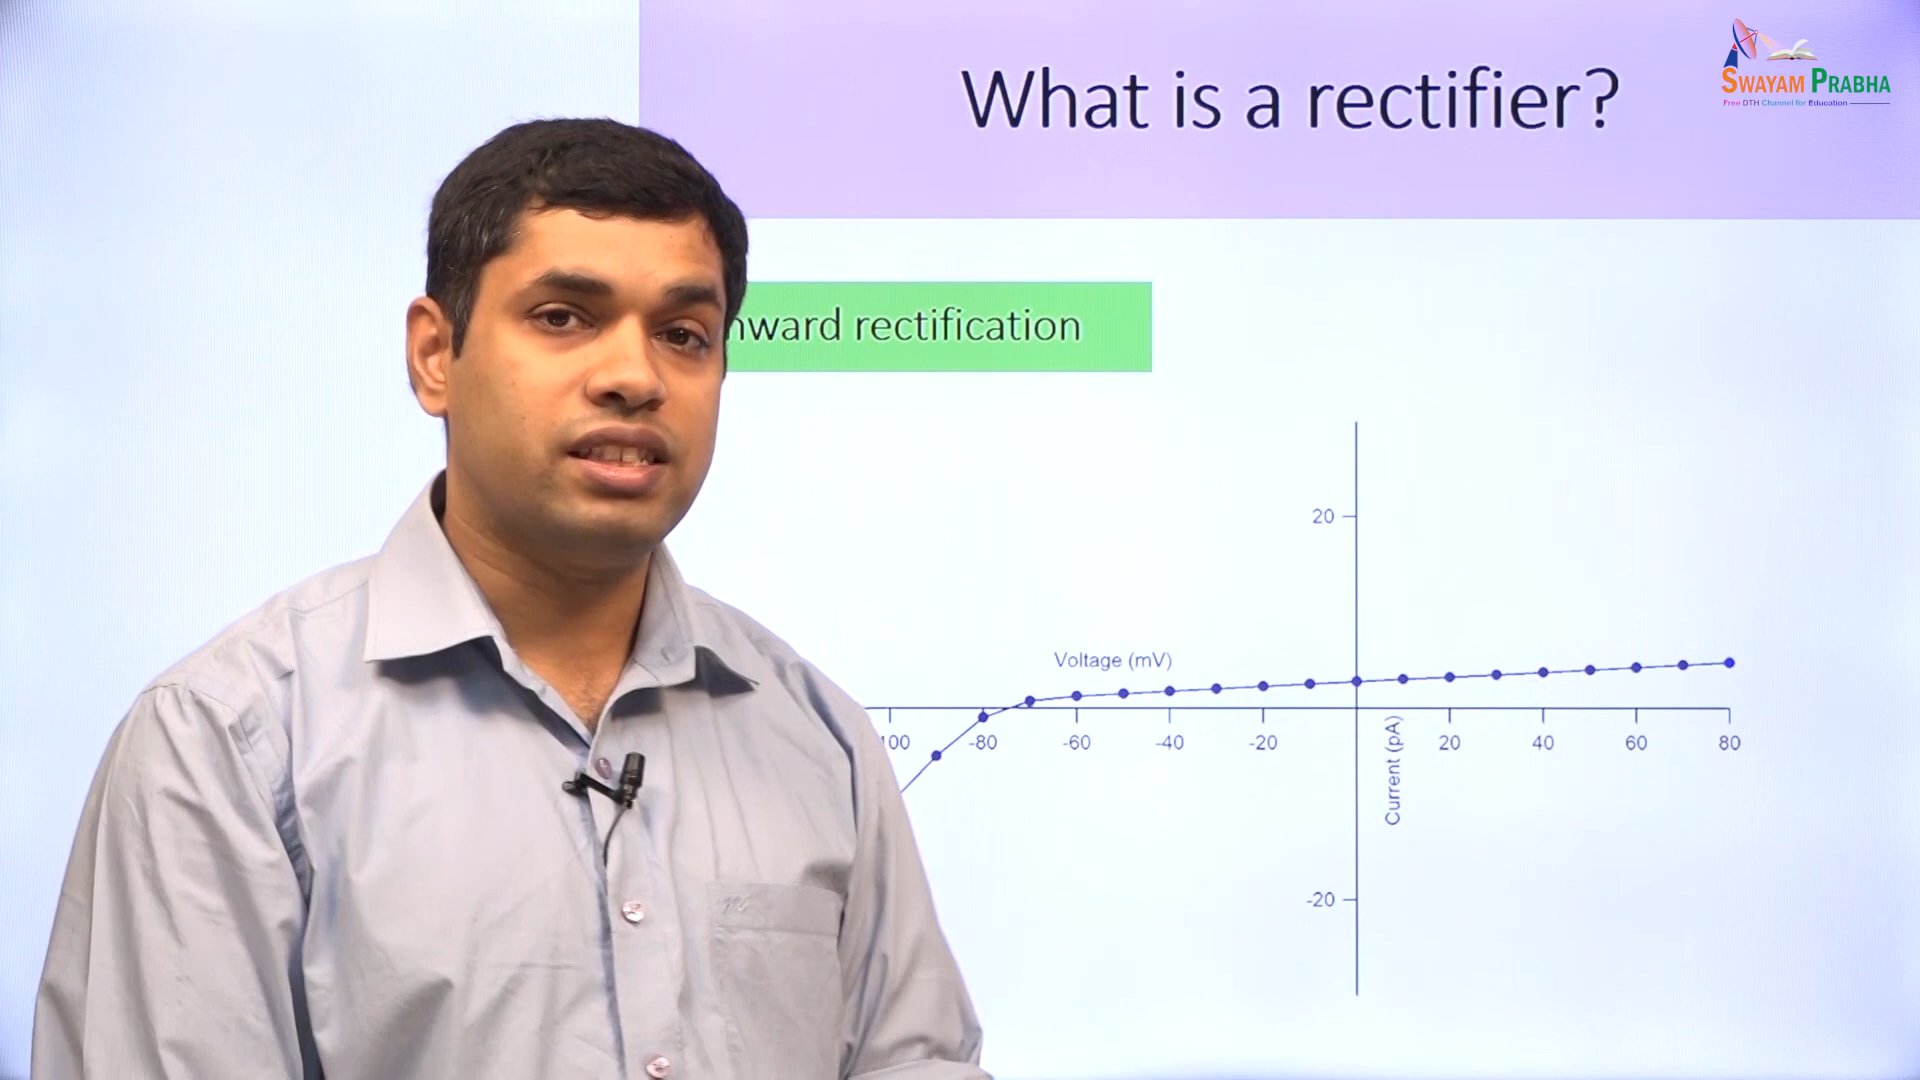 What is a rectifier?
SWAYAM PRABHA
Free DTH Channel for Education
nward rectification
20
Voltage (mV)
100 -80 -60 -40 -20 20 40 60 80
Current (pA)
-20